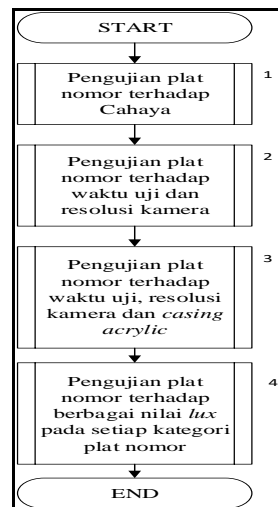 START
Pengujian plat
nomor terhadap
Cahaya
1
Pengujian plat
nomor terhadap
waktu uji dan
resolusi kamera
2
Pengujian plat
nomor terhadap
waktu uji, resolusi
kamera dan casing
acrylic
3
Pengujian plat
nomor terhadap
berbagai nilai lux
pada setiap kategori
plat nomor
4
END